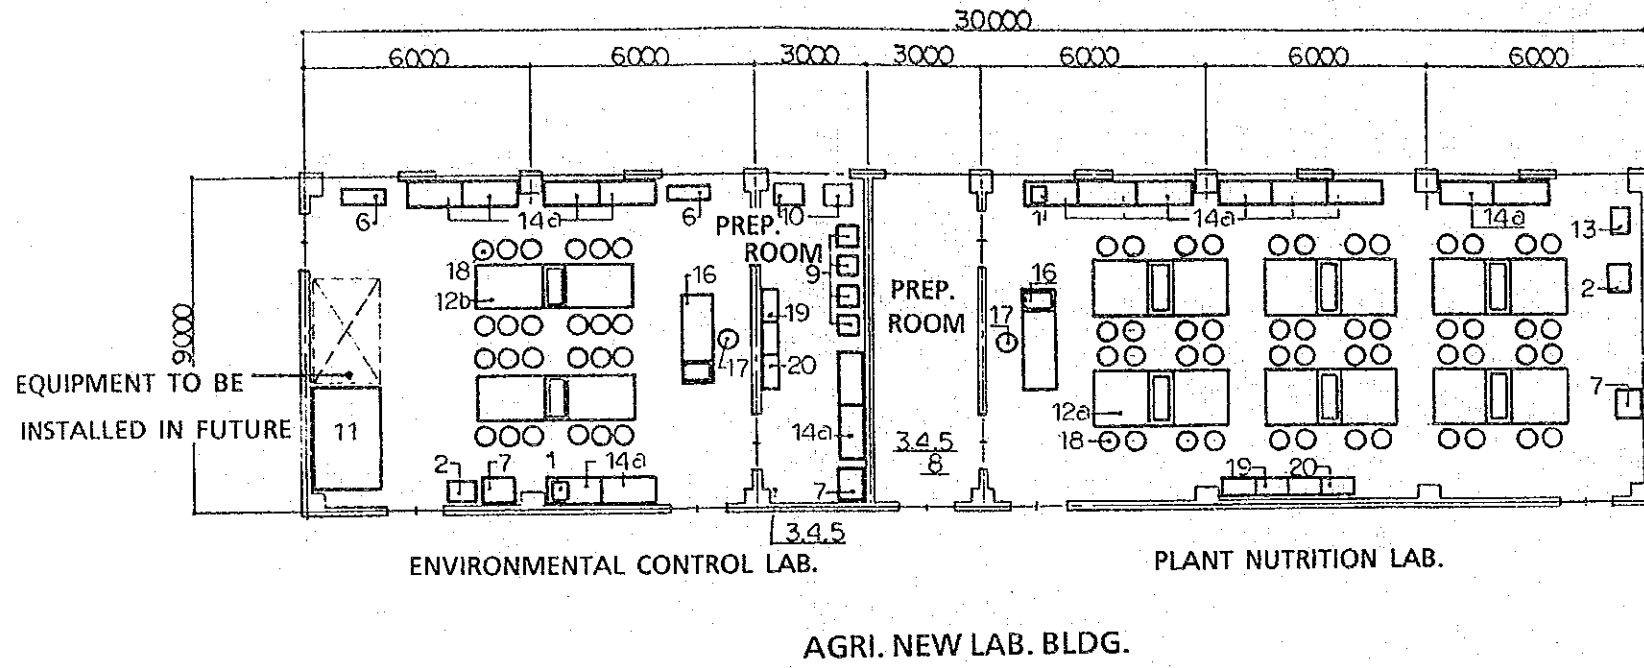 30000
6000 6000 3000 3000 6000 6000 6000
9000
6 14a 6 10 1 14a 14a 13
PREP.
ROOM
18 12b 16 9 19 17 20
PREP.
ROOM
17 16 2
EQUIPMENT TO BE
INSTALLED IN FUTURE
11
14a 3.4.5
8
12a 18 7
2 7 1 14a 7 19 20
3.4.5
ENVIRONMENTAL CONTROL LAB.
PLANT NUTRITION LAB.
AGRI. NEW LAB. BLDG.